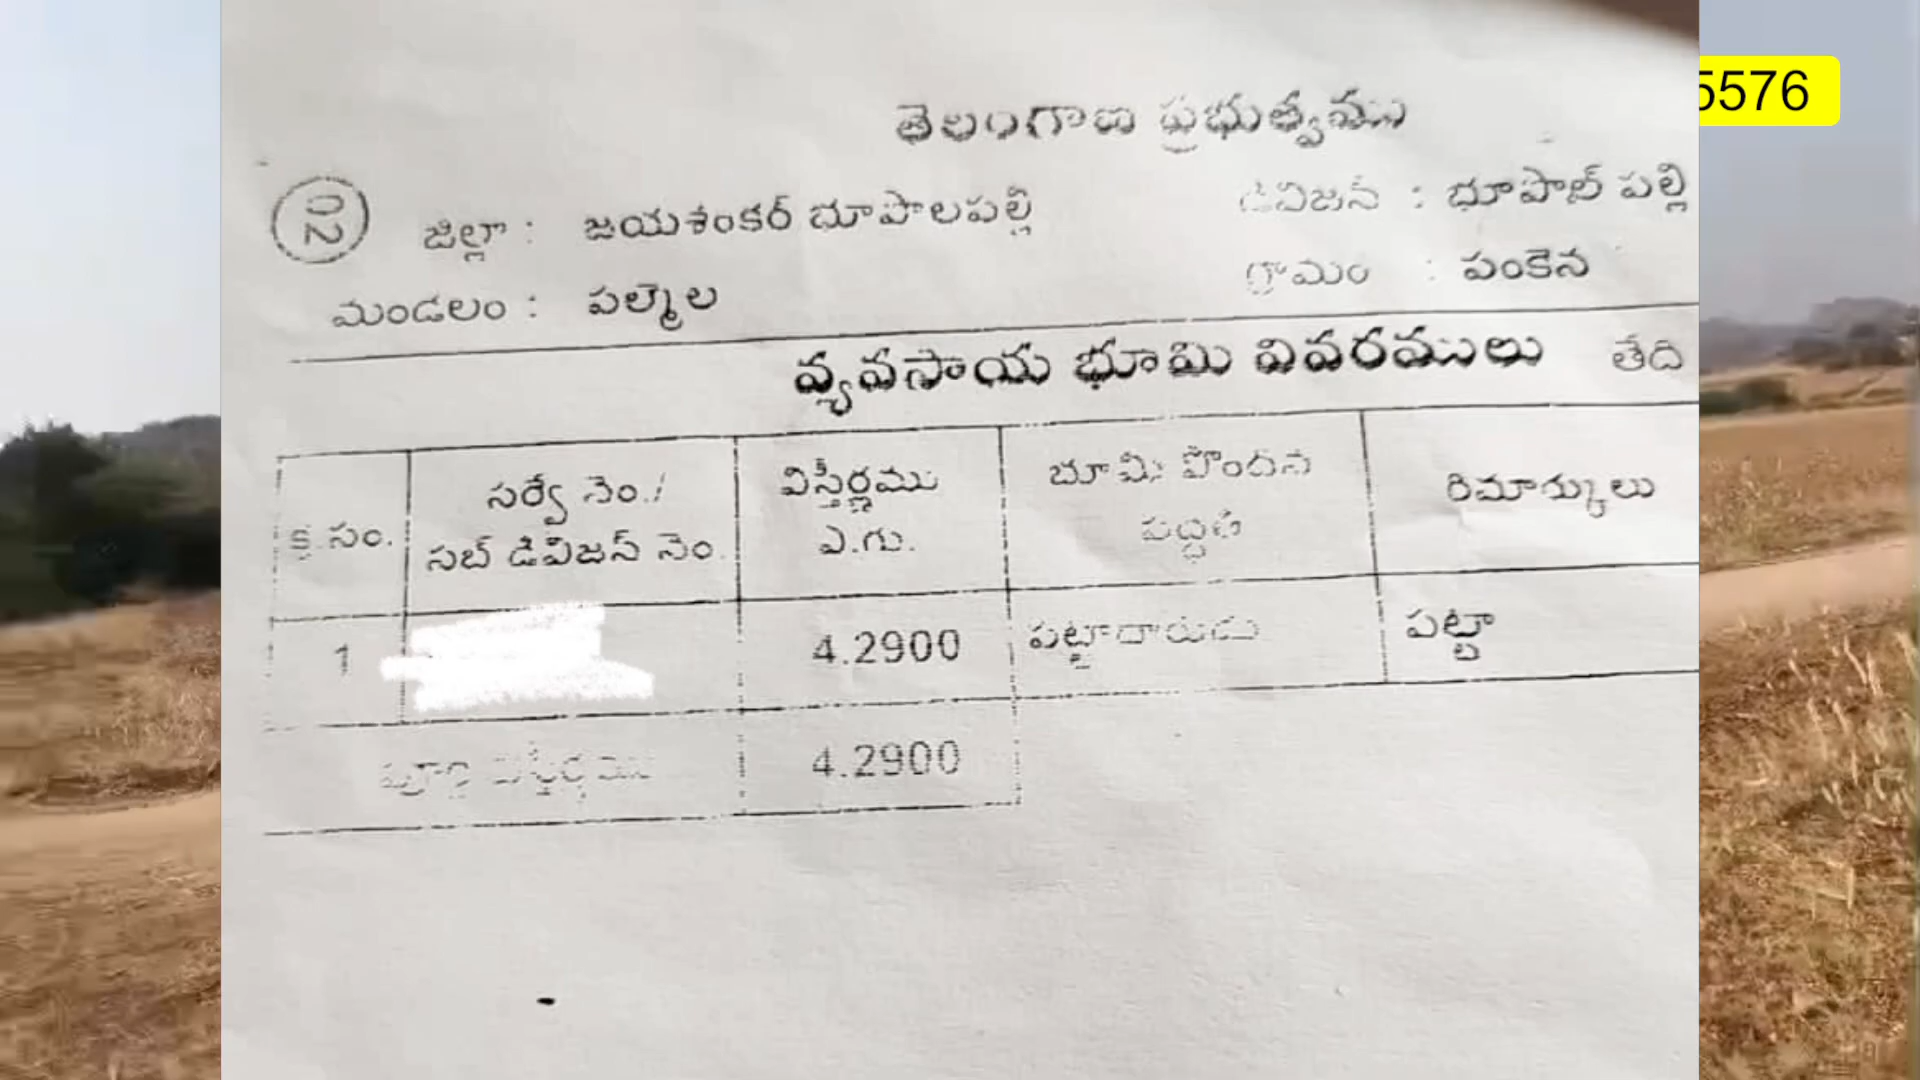 5576
తెలంగాణ ప్రభుత్వము
02 జిల్లా : జయశంకర్ భూపాలపల్లి డివిజన్ : భూపాల్ పల్లి
మండలం : పల్మెల గ్రామం : పంకెన
వ్యవసాయ భూమి వివరములు తేది
క్ర సం. సర్వే నెం./ సబ్ డివిజన్ నెం. విస్తీర్ణము ఎ.గు. భూమి పొందిన పద్ధతి రిమార్కులు
1 4.2900 పట్టాదారుడు పట్టా
పూర్తి విస్తీర్ణము 4.2900